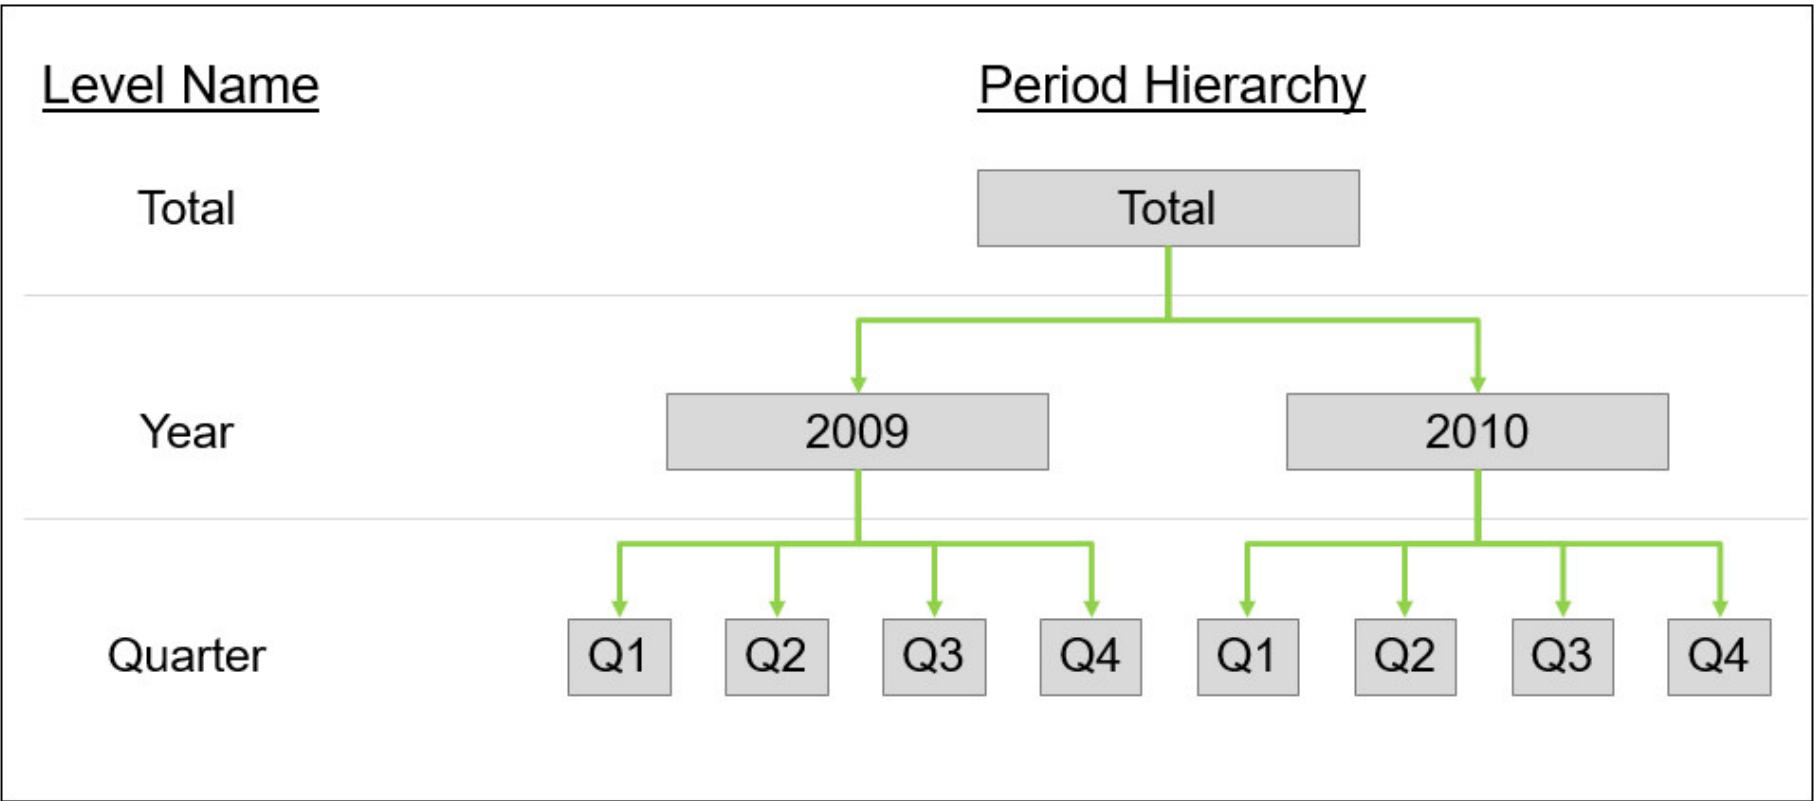 Level Name
Period Hierarchy
Total
Total
Year
2009
2010
Quarter
Q1
Q2
Q3
Q4
Q1
Q2
Q3
Q4